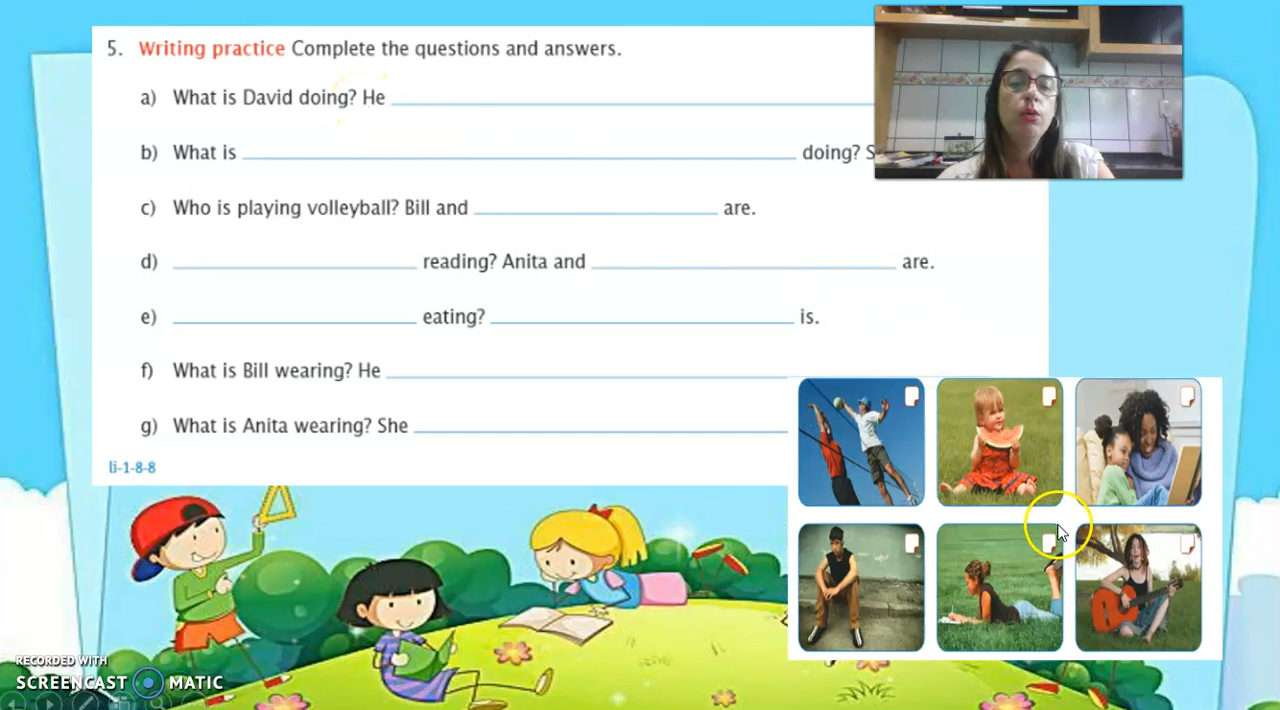 5. Writing practice Complete the questions and answers.
a) What is David doing? He
b) What is doing? S
c) Who is playing volleyball? Bill and are.
d) reading? Anita and are.
e) eating? is.
f) What is Bill wearing? He
g) What is Anita wearing? She
li-1-8-8
RECORDED WITH
SCREENCAST MATIC